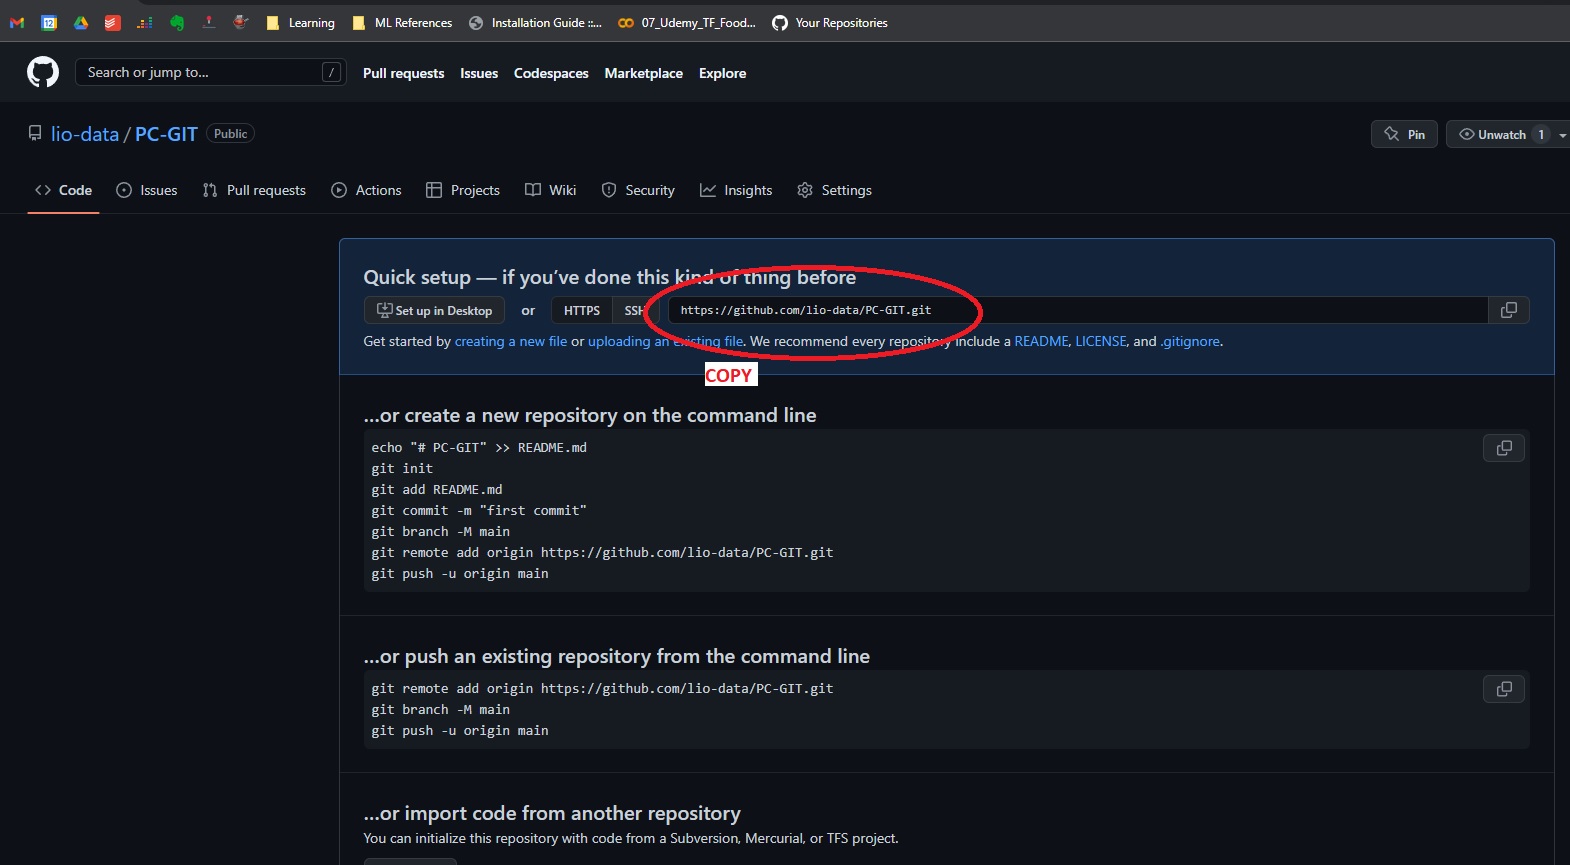 12 Learning ML References Installation Guide ::... 07_Udemy_TF_Food... Your Repositories
Search or jump to... / Pull requests Issues Codespaces Marketplace Explore
lio-data / PC-GIT Public Pin Unwatch 1
<> Code Issues Pull requests Actions Projects Wiki Security Insights Settings
Quick setup — if you’ve done this kind of thing before
Set up in Desktop or HTTPS SSH https://github.com/lio-data/PC-GIT.git
Get started by creating a new file or uploading an existing file. We recommend every repository include a README, LICENSE, and .gitignore.
COPY
...or create a new repository on the command line
echo "# PC-GIT" >> README.md
git init
git add README.md
git commit -m "first commit"
git branch -M main
git remote add origin https://github.com/lio-data/PC-GIT.git
git push -u origin main
...or push an existing repository from the command line
git remote add origin https://github.com/lio-data/PC-GIT.git
git branch -M main
git push -u origin main
...or import code from another repository
You can initialize this repository with code from a Subversion, Mercurial, or TFS project.